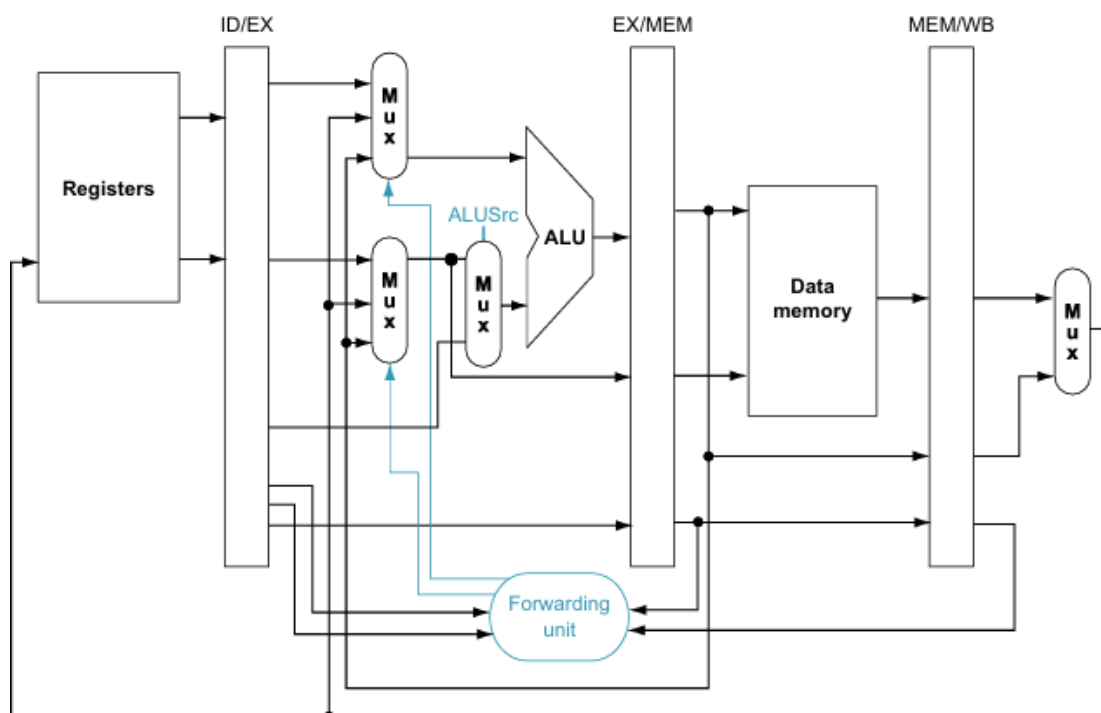 ID/EX
EX/MEM
MEM/WB
M
u
x
Registers
ALUSrc
ALU
M
u
x
M
u
x
Data
memory
M
u
x
Forwarding
unit